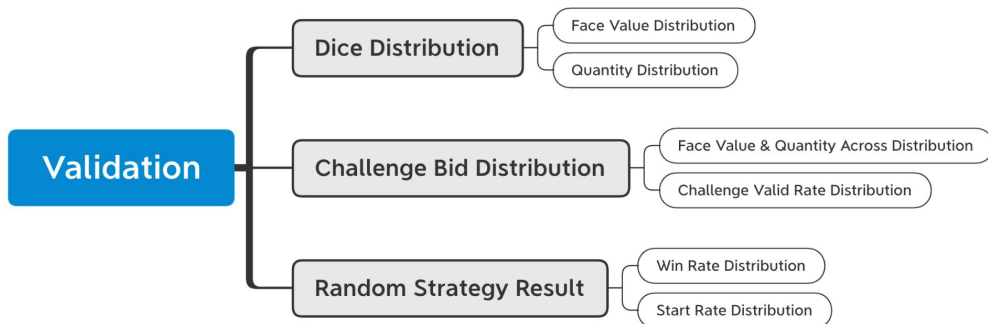 Validation
Dice Distribution
Face Value Distribution
Quantity Distribution
Challenge Bid Distribution
Face Value & Quantity Across Distribution
Challenge Valid Rate Distribution
Random Strategy Result
Win Rate Distribution
Start Rate Distribution